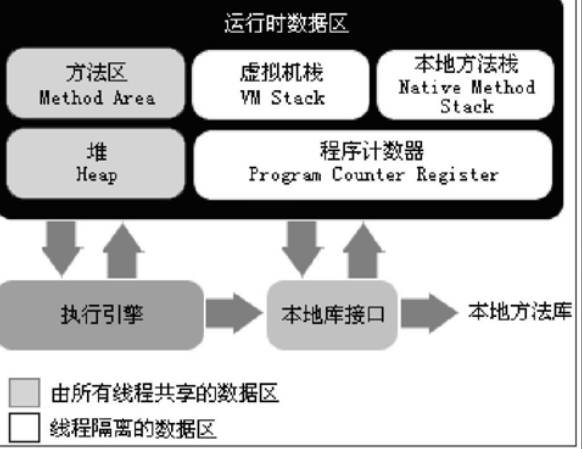 运行时数据区
方法区
Method Area
虚拟机栈
VM Stack
本地方法栈
Native Method
Stack
堆
Heap
程序计数器
Program Counter Register
执行引擎
本地库接口
本地方法库
由所有线程共享的数据区
线程隔离的数据区